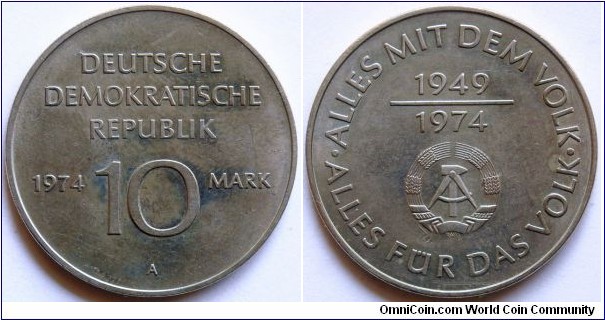 DEUTSCHE
DEMOKRATISCHE
REPUBLIK
1974 10 MARK
A
·ALLES MIT DEM VOLK·
1949
1974
ALLES FÜR DAS VOLK
OmniCoin.com World Coin Community